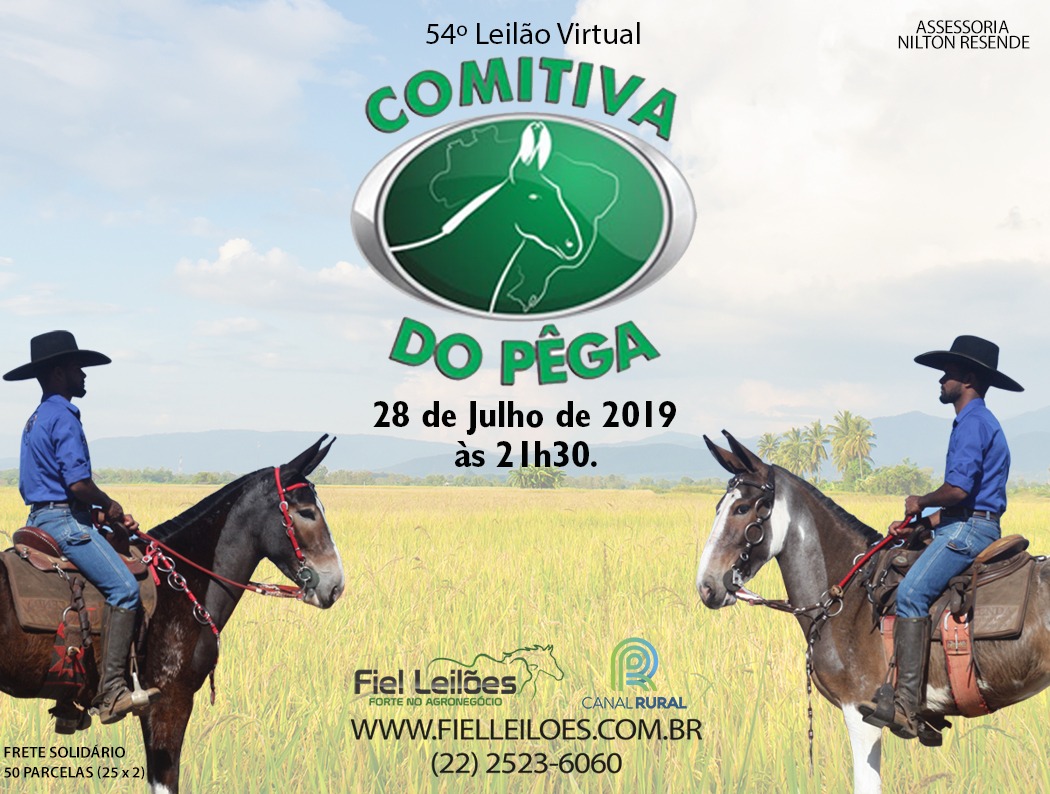 54º Leilão Virtual
ASSESSORIA
NILTON RESENDE
COMITIVA
DO PÊGA
28 de Julho de 2019
às 21h30.
Fiel Leilões
FORTE NO AGRONEGÓCIO
CANAL RURAL
WWW.FIELLEILOES.COM.BR
(22) 2523-6060
FRETE SOLIDÁRIO
50 PARCELAS (25 x 2)